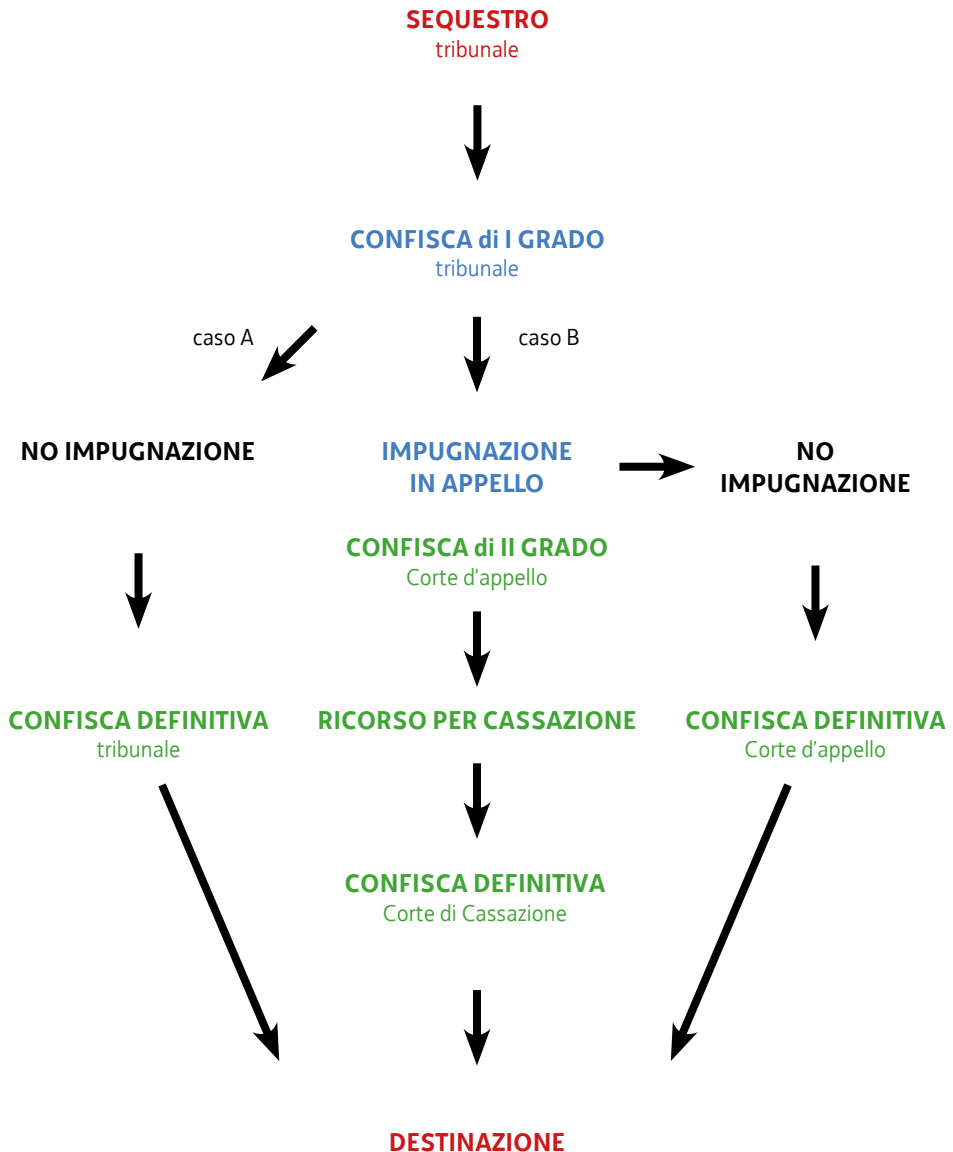 SEQUESTRO
tribunale
CONFISCA di I GRADO
tribunale
caso A
caso B
NO IMPUGNAZIONE
IMPUGNAZIONE
IN APPELLO
NO
IMPUGNAZIONE
CONFISCA di II GRADO
Corte d'appello
CONFISCA DEFINITIVA
tribunale
RICORSO PER CASSAZIONE
CONFISCA DEFINITIVA
Corte d'appello
CONFISCA DEFINITIVA
Corte di Cassazione
DESTINAZIONE